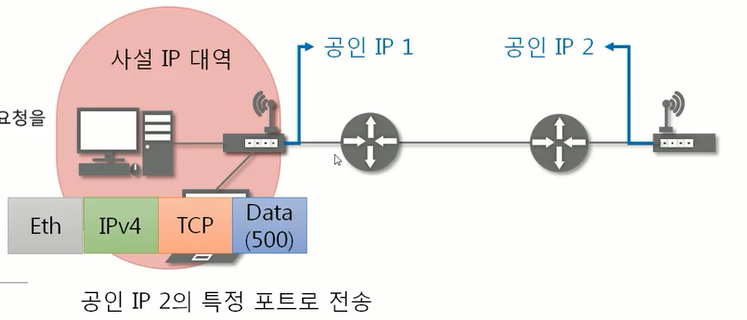 사설 IP 대역
공인 IP 1
공인 IP 2
요청을
Eth
IPv4
TCP
Data
(500)
공인 IP 2의 특정 포트로 전송